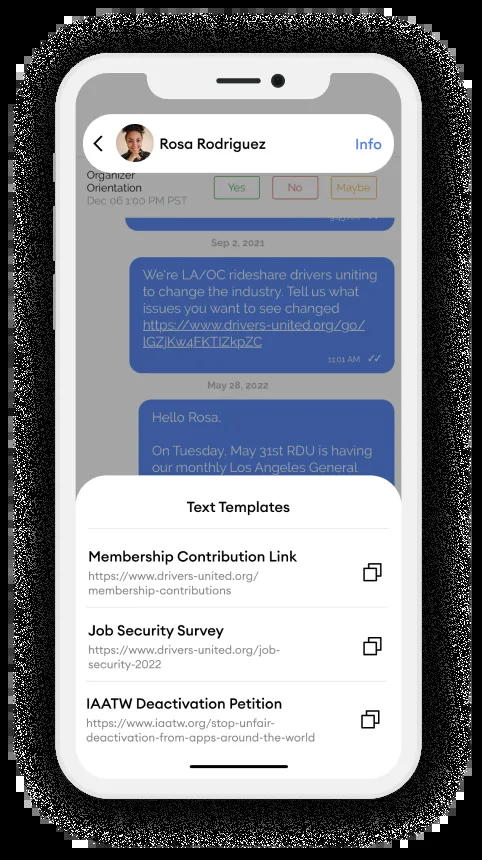 Rosa Rodriguez
Info
Organizer
Orientation
Dec 06 1:00 PM PST
Yes
No
Maybe
Sep 2, 2021
We're LA/OC rideshare drivers uniting
to change the industry. Tell us what
issues you want to see changed
https://www.drivers-united.org/go/
IGZjKw4FKTIZkpZC
11:01 AM
May 28, 2022
Hello Rosa,
On Tuesday, May 31st RDU is having
our monthly Los Angeles General
Text Templates
Membership Contribution Link
https://www.drivers-united.org/
membership-contributions
Job Security Survey
https://www.drivers-united.org/job-
security-2022
IAATW Deactivation Petition
https://www.iaatw.org/stop-unfair-
deactivation-from-apps-around-the-world